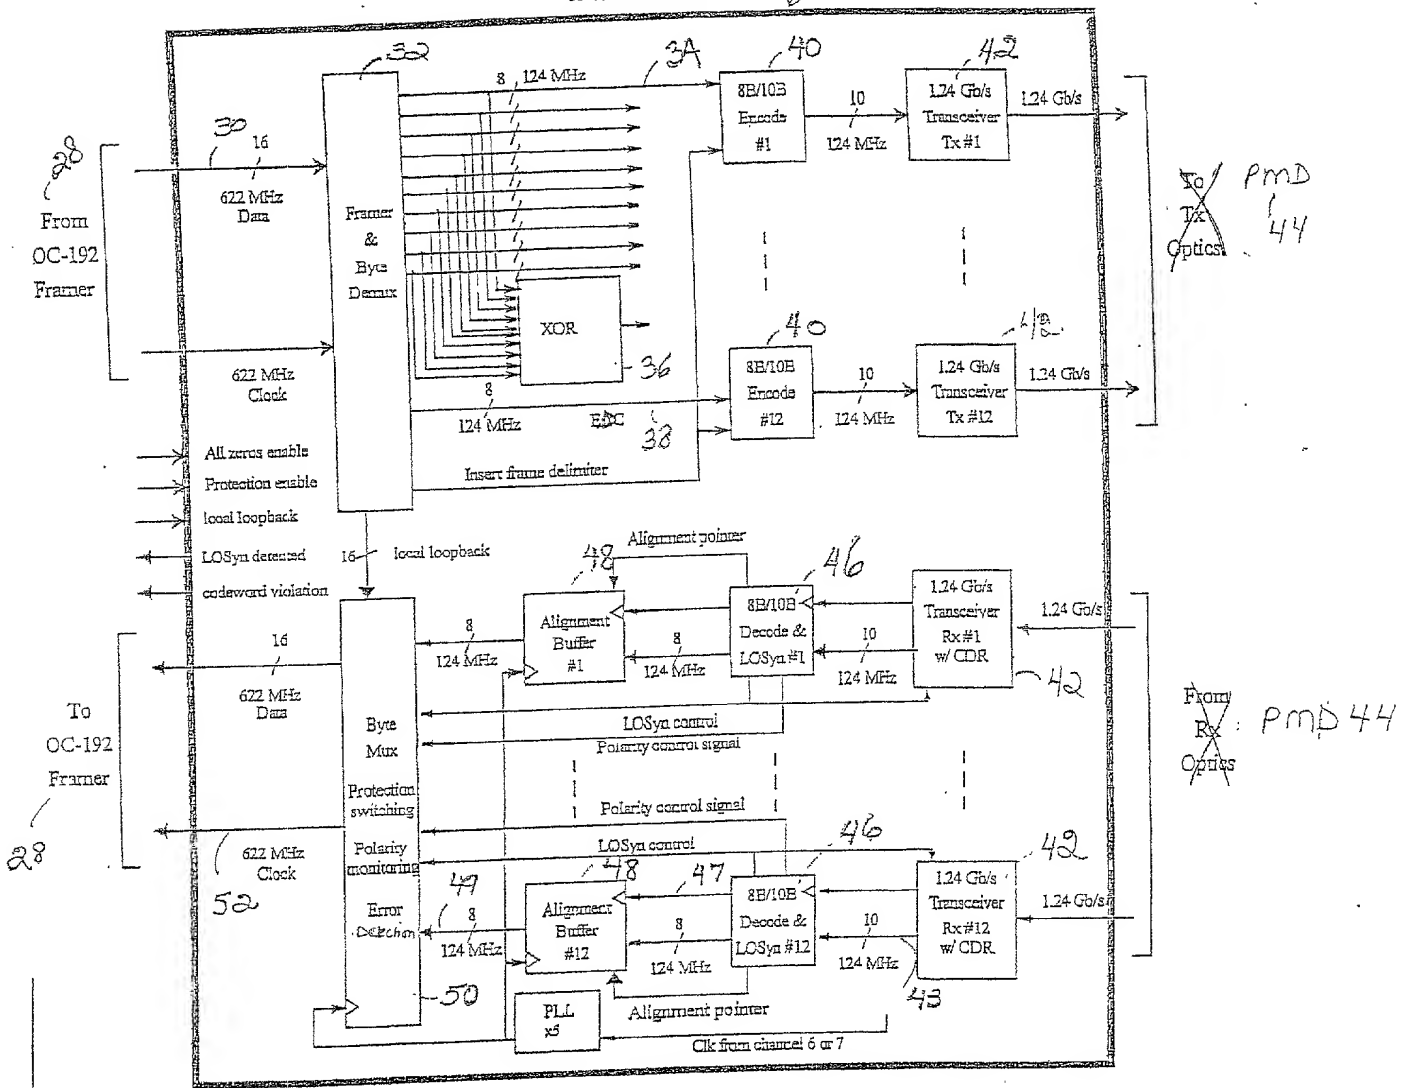 32
8
124 MHz
34
40
42
8B/10B
Encode
#1
10
124 MHz
1.24 Gb/s
Transceiver
Tx #1
1.24 Gb/s
28
30
16
622 MHz
Data
From
OC-192
Framer
Framer
&
Byte
Demux
To
Tx
Optics
PMD
44
XOR
36
622 MHz
Clock
8
124 MHz
EDC
38
40
8B/10B
Encode
#12
10
124 MHz
42
1.24 Gb/s
Transceiver
Tx #12
1.24 Gb/s
Insert frame delimiter
All zeros enable
Protection enable
local loopback
LOSyn detected
codeword violation
16
local loopback
Alignment pointer
48
46
Alignment
Buffer
#1
8
124 MHz
8
124 MHz
8B/10B
Decode &
LOSyn #1
10
124 MHz
1.24 Gb/s
Transceiver
Rx #1
w/ CDR
42
1.24 Gb/s
16
622 MHz
Data
To
OC-192
Framer
28
Byte
Mux
Protection
switching
Polarity
monitoring
Error
Detection
50
LOSyn control
Polarity control signal
From
Rx
Optics
PMD 44
Polarity control signal
LOSyn control
622 MHz
Clock
52
49
8
124 MHz
48
Alignment
Buffer
#12
47
8
124 MHz
46
8B/10B
Decode &
LOSyn #12
10
124 MHz
43
42
1.24 Gb/s
Transceiver
Rx #12
w/ CDR
1.24 Gb/s
PLL
x5
Alignment pointer
Clk from channel 6 or 7